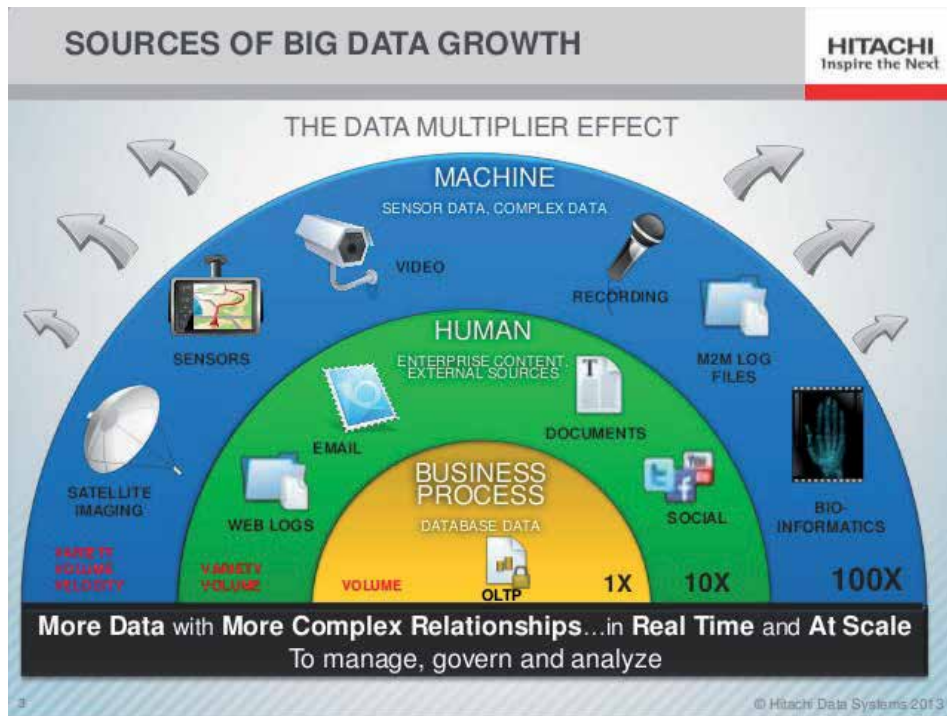 SOURCES OF BIG DATA GROWTH
HITACHI
Inspire the Next
THE DATA MULTIPLIER EFFECT
MACHINE
SENSOR DATA, COMPLEX DATA
VIDEO
RECORDING
SENSORS
M2M LOG
FILES
SATELLITE
IMAGING
BIO-
INFORMATICS
VARIETY
VOLUME
VELOCITY
100X
HUMAN
ENTERPRISE CONTENT,
EXTERNAL SOURCES
T
EMAIL
DOCUMENTS
WEB LOGS
SOCIAL
VARIETY
VOLUME
10X
BUSINESS
PROCESS
DATABASE DATA
OLTP
VOLUME
1X
More Data with More Complex Relationships...in Real Time and At Scale
To manage, govern and analyze
3
© Hitachi Data Systems 2013